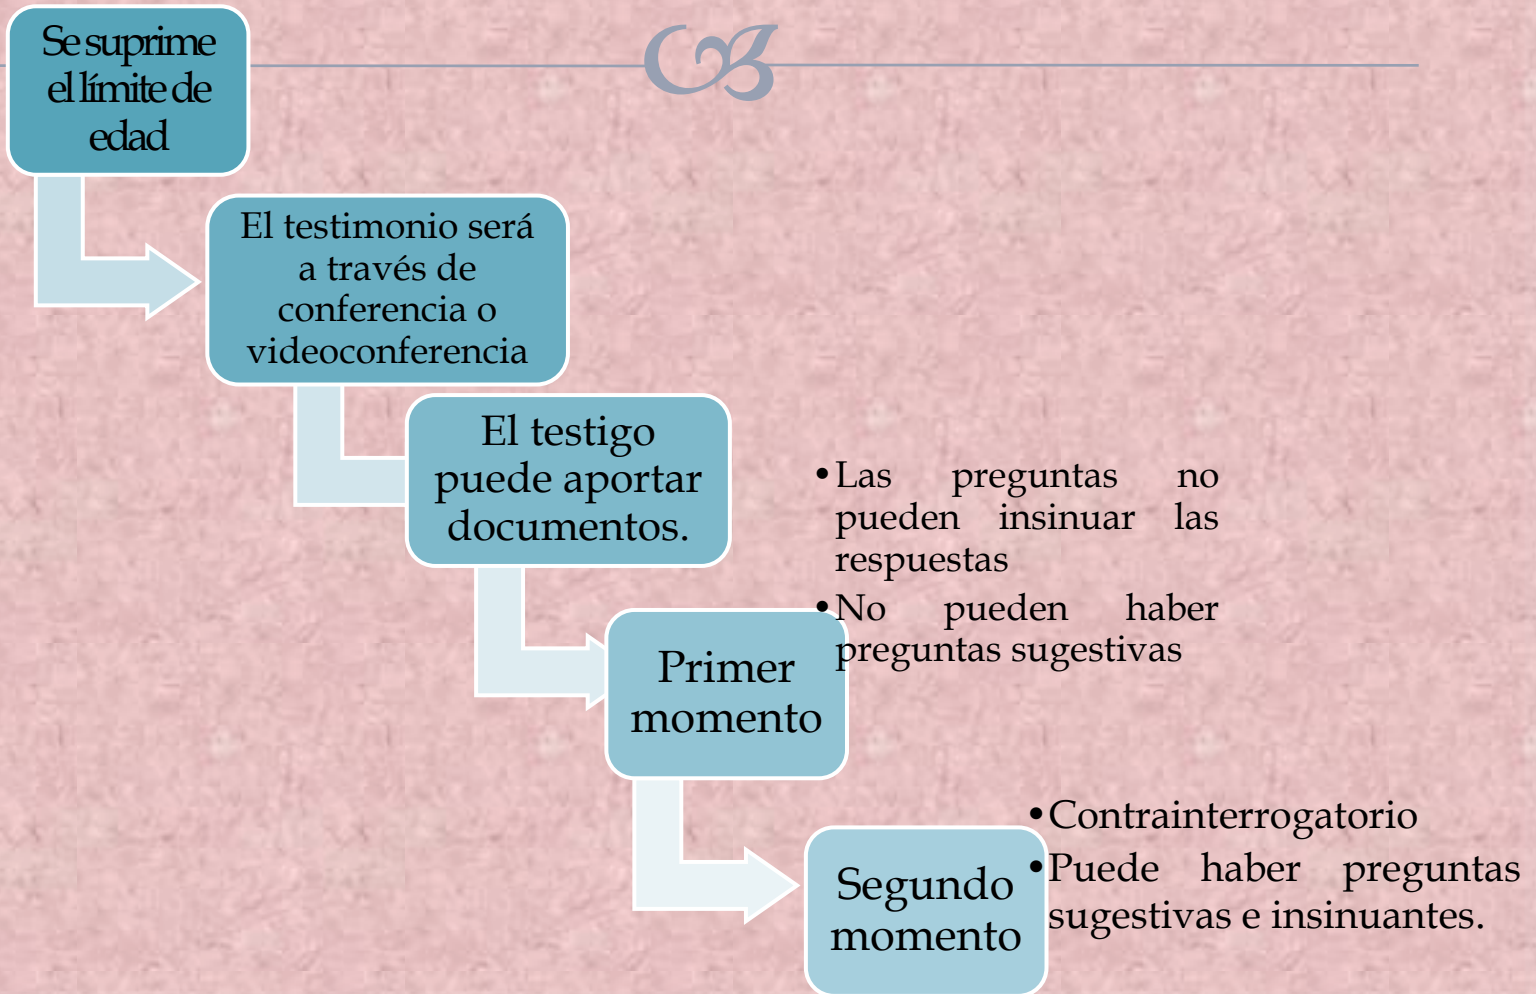 Se suprime
el límite de
edad
El testimonio será
a través de
conferencia o
videoconferencia
El testigo
puede aportar
documentos.
Primer
momento
•Las preguntas no
pueden insinuar las
respuestas
•No pueden haber
preguntas sugestivas
Segundo
momento
•Contrainterrogatorio
•Puede haber preguntas
sugestivas e insinuantes.